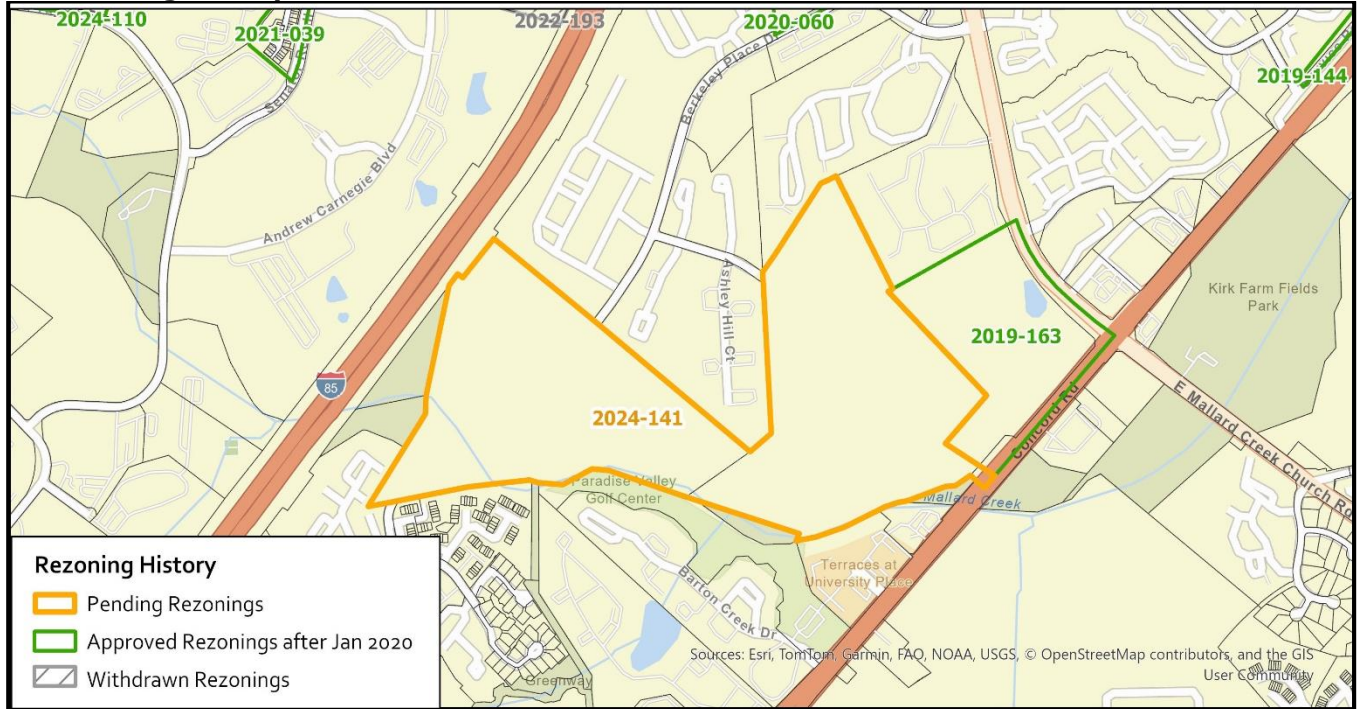 2024-110
2021-039
2022-193
2020-060
2019-144
Berkeley Place Dr
Andrew Carnegie Blvd
Ashley Hill Ct
Kirk Farm Fields
Park
2019-163
85
2024-141
Concord Rd
E Mallard Creek Church Rd
Paradise Valley
Golf Center
Mallard Creek
Terraces at
University Place
Barton Creek Dr
Greenway
Rezoning History
Pending Rezonings
Approved Rezonings after Jan 2020
Withdrawn Rezonings
Sources: Esri, TomTom, Garmin, FAO, NOAA, USGS, © OpenStreetMap contributors, and the GIS
User Community